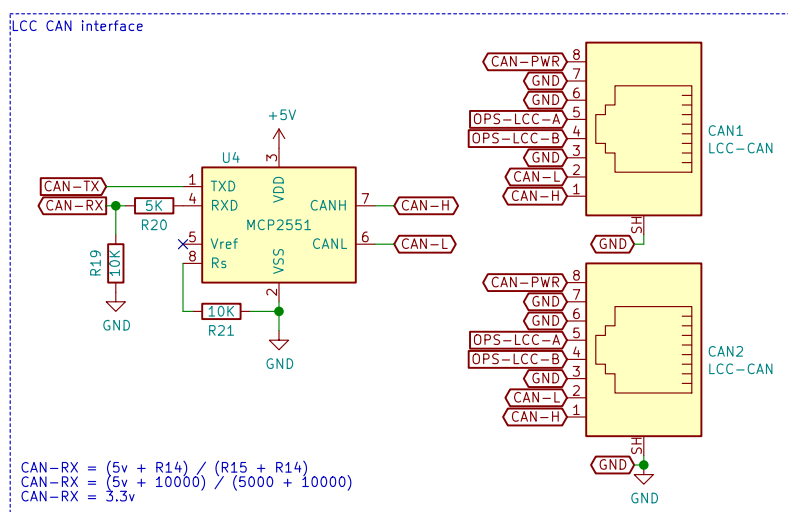 LCC CAN interface
CAN-TX
CAN-RX
R19
10K
GND
5K
R20
U4
+5V
3
VDD
1
TXD
4
RXD
5
Vref
8
Rs
MCP2551
CANH
7
CAN-H
CANL
6
CAN-L
VSS
2
10K
R21
GND
CAN-PWR 8
GND 7
GND 6
OPS-LCC-A 5
OPS-LCC-B 4
GND 3
CAN-L 2
CAN-H 1
CAN1
LCC-CAN
SH
GND
CAN-PWR 8
GND 7
GND 6
OPS-LCC-A 5
OPS-LCC-B 4
GND 3
CAN-L 2
CAN-H 1
CAN2
LCC-CAN
SH
GND
GND
CAN-RX = (5v + R14) / (R15 + R14)
CAN-RX = (5v + 10000) / (5000 + 10000)
CAN-RX = 3.3v